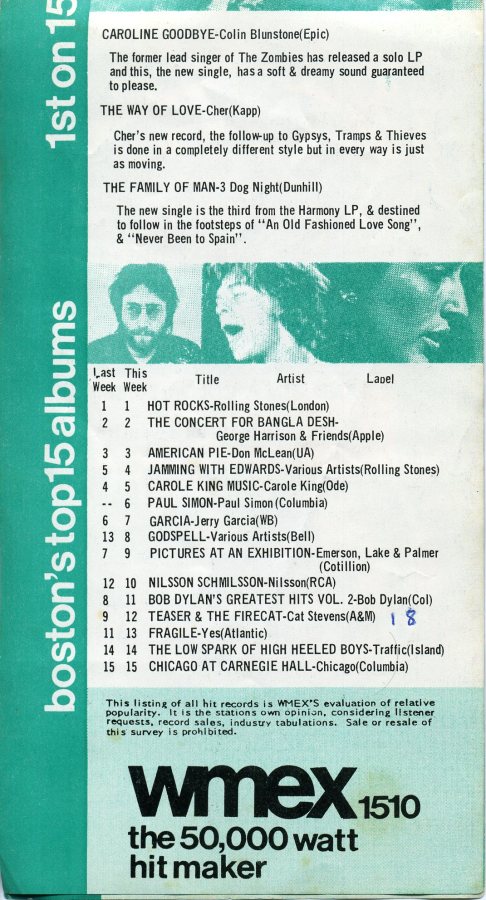 1st on 15
CAROLINE GOODBYE-Colin Blunstone(Epic)
The former lead singer of The Zombies has released a solo LP
and this, the new single, has a soft & dreamy sound guaranteed
to please.
THE WAY OF LOVE-Cher(Kapp)
Cher's new record, the follow-up to Gypsys, Tramps & Thieves
is done in a completely different style but in every way is just
as moving.
THE FAMILY OF MAN-3 Dog Night(Dunhill)
The new single is the third from the Harmony LP, & destined
to follow in the footsteps of "An Old Fashioned Love Song",
& "Never Been to Spain".
boston's top 15 albums
Last This
Week Week Title Artist Label
1 1 HOT ROCKS-Rolling Stones(London)
2 2 THE CONCERT FOR BANGLA DESH-
George Harrison & Friends(Apple)
3 3 AMERICAN PIE-Don McLean(UA)
5 4 JAMMING WITH EDWARDS-Various Artists(Rolling Stones)
4 5 CAROLE KING MUSIC-Carole King(Ode)
-- 6 PAUL SIMON-Paul Simon(Columbia)
6 7 GARCIA-Jerry Garcia(WB)
13 8 GODSPELL-Various Artists(Bell)
7 9 PICTURES AT AN EXHIBITION-Emerson, Lake & Palmer
(Cotillion)
12 10 NILSSON SCHMILSSON-Nilsson(RCA)
8 11 BOB DYLAN'S GREATEST HITS VOL. 2-Bob Dylan(Col)
9 12 TEASER & THE FIRECAT-Cat Stevens(A&M) 18
11 13 FRAGILE-Yes(Atlantic)
14 14 THE LOW SPARK OF HIGH HEELED BOYS-Traffic(Island)
15 15 CHICAGO AT CARNEGIE HALL-Chicago(Columbia)
This listing of all hit records is WMEX'S evaluation of relative
popularity. It is the stations own opinion, considering listener
requests, record sales, industry tabulations. Sale or resale of
this survey is prohibited.
wmex 1510
the 50,000 watt
hit maker